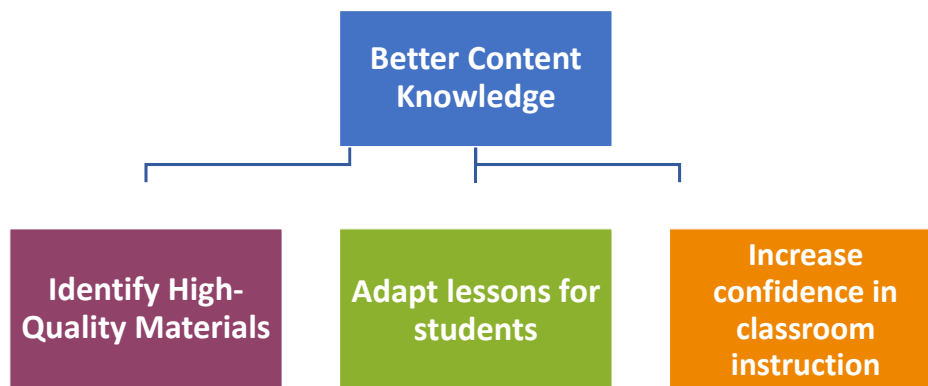 Better Content
Knowledge
Identify High-
Quality Materials
Adapt lessons for
students
Increase
confidence in
classroom
instruction